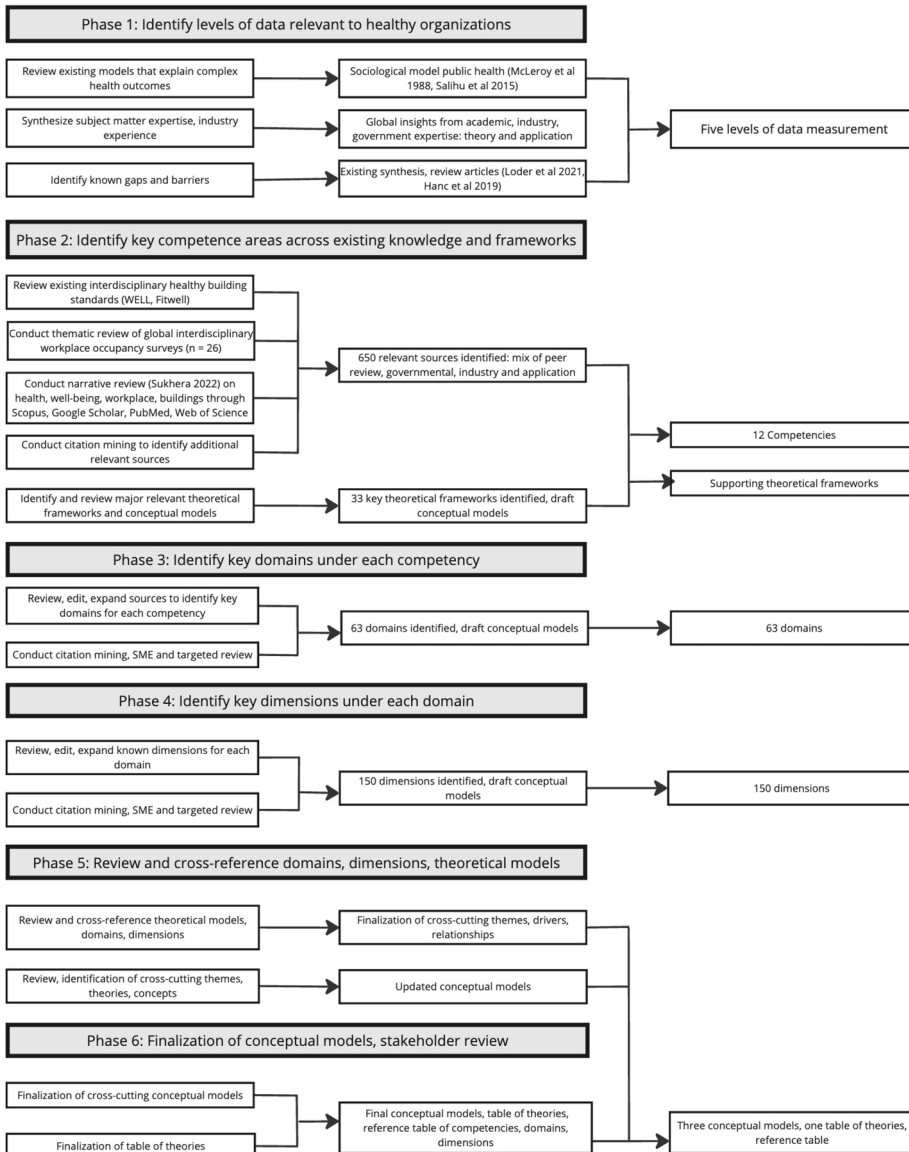 Phase 1: Identify levels of data relevant to healthy organizations
Review existing models that explain complex
health outcomes
Sociological model public health (McLeroy et al
1988, Salihu et al 2015)
Synthesize subject matter expertise, industry
experience
Global insights from academic, industry,
government expertise: theory and application
Five levels of data measurement
Identify known gaps and barriers
Existing synthesis, review articles (Loder et al 2021,
Hanc et al 2019)
Phase 2: Identify key competence areas across existing knowledge and frameworks
Review existing interdisciplinary healthy building
standards (WELL, Fitwell)
Conduct thematic review of global interdisciplinary
workplace occupancy surveys (n = 26)
Conduct narrative review (Sukhera 2022) on
health, well-being, workplace, buildings through
Scopus, Google Scholar, PubMed, Web of Science
Conduct citation mining to identify additional
relevant sources
650 relevant sources identified: mix of peer
review, governmental, industry and application
12 Competencies
Supporting theoretical frameworks
Identify and review major relevant theoretical
frameworks and conceptual models
33 key theoretical frameworks identified, draft
conceptual models
Phase 3: Identify key domains under each competency
Review, edit, expand sources to identify key
domains for each competency
Conduct citation mining, SME and targeted review
63 domains identified, draft conceptual models
63 domains
Phase 4: Identify key dimensions under each domain
Review, edit, expand known dimensions for each
domain
Conduct citation mining, SME and targeted review
150 dimensions identified, draft conceptual
models
150 dimensions
Phase 5: Review and cross-reference domains, dimensions, theoretical models
Review and cross-reference theoretical models,
domains, dimensions
Finalization of cross-cutting themes, drivers,
relationships
Review, identification of cross-cutting themes,
theories, concepts
Updated conceptual models
Phase 6: Finalization of conceptual models, stakeholder review
Finalization of cross-cutting conceptual models
Finalization of table of theories
Final conceptual models, table of theories,
reference table of competencies, domains,
dimensions
Three conceptual models, one table of theories,
reference table